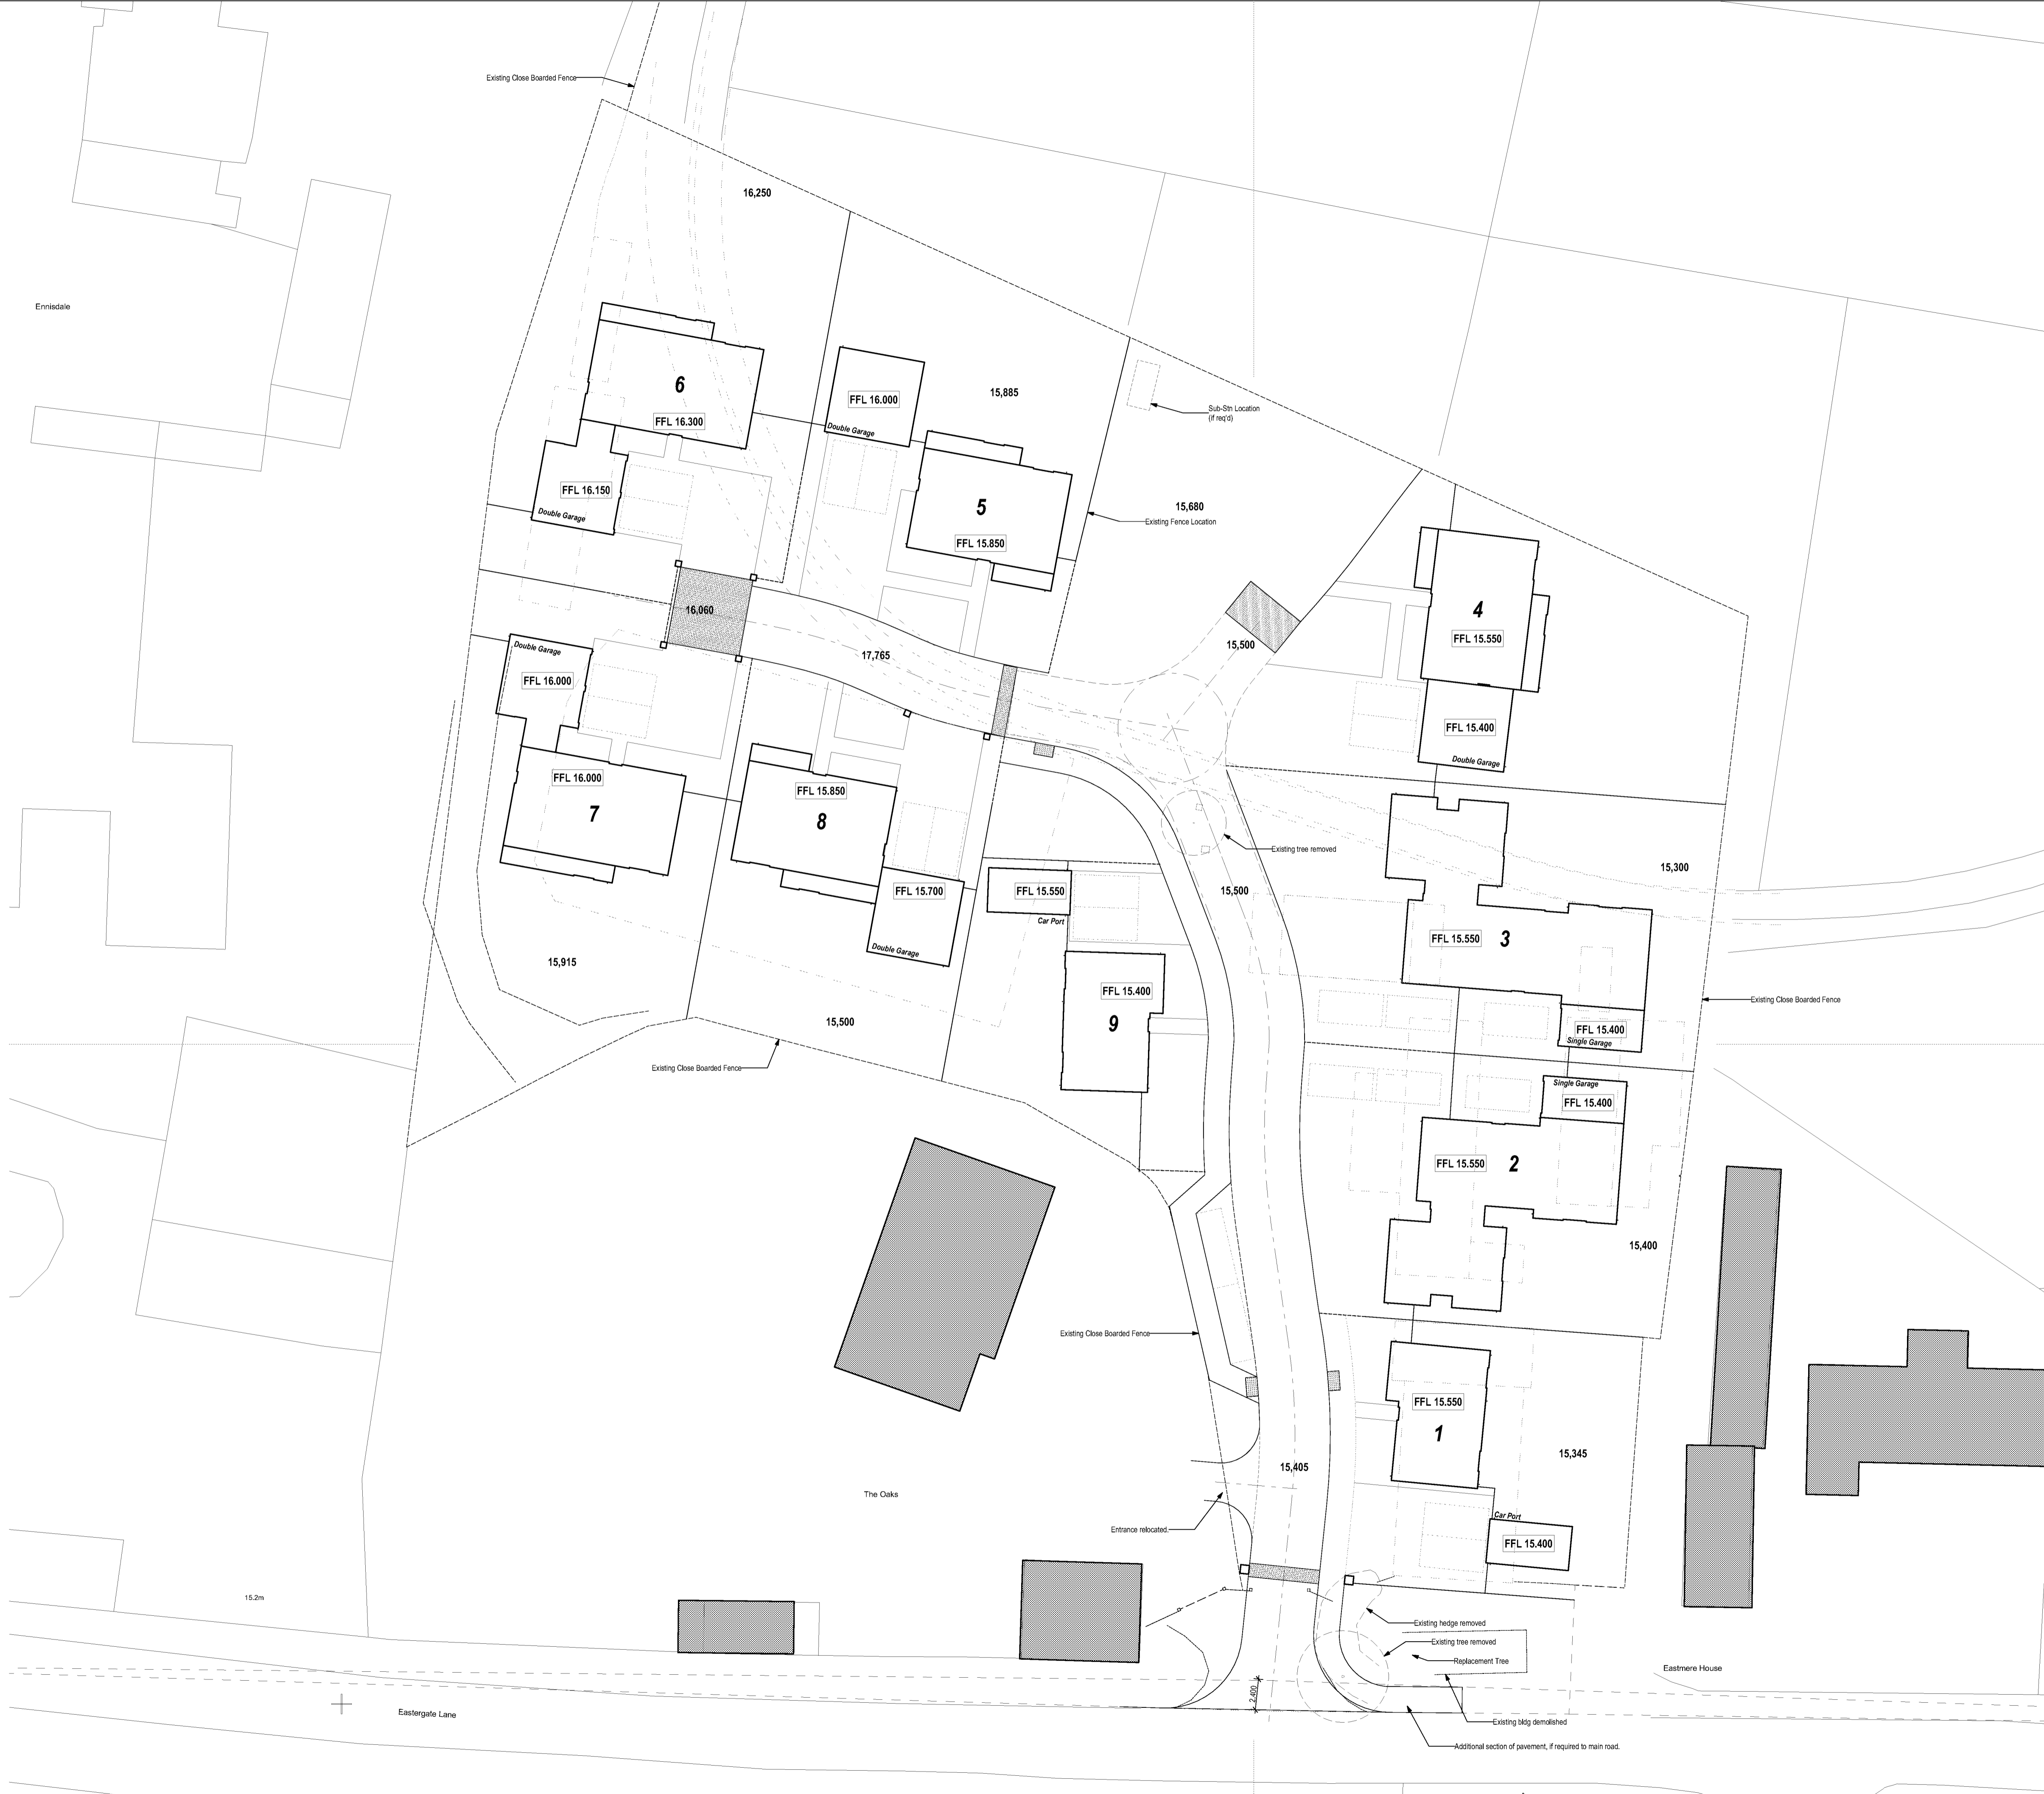 Existing Close Boarded Fence
16,250
Ennisdale
6
FFL 16.300
FFL 16.000
Double Garage
15,885
Sub-Stn Location
(if req'd)
FFL 16.150
Double Garage
5
FFL 15.850
15,680
Existing Fence Location
16,060
17,765
15,500
4
FFL 15.550
FFL 15.400
Double Garage
Double Garage
FFL 16.000
FFL 16.000
7
FFL 15.850
8
FFL 15.700
Double Garage
FFL 15.550
Car Port
Existing tree removed
15,500
15,300
FFL 15.550
3
15,915
15,500
FFL 15.400
9
Existing Close Boarded Fence
FFL 15.400
Single Garage
Existing Close Boarded Fence
Single Garage
FFL 15.400
FFL 15.550
2
15,400
Existing Close Boarded Fence
FFL 15.550
1
15,345
15,405
The Oaks
Entrance relocated.
Car Port
FFL 15.400
15.2m
Existing hedge removed
Existing tree removed
Replacement Tree
Eastmere House
2,400
Eastergate Lane
Existing bldg demolished
Additional section of pavement, if required to main road.